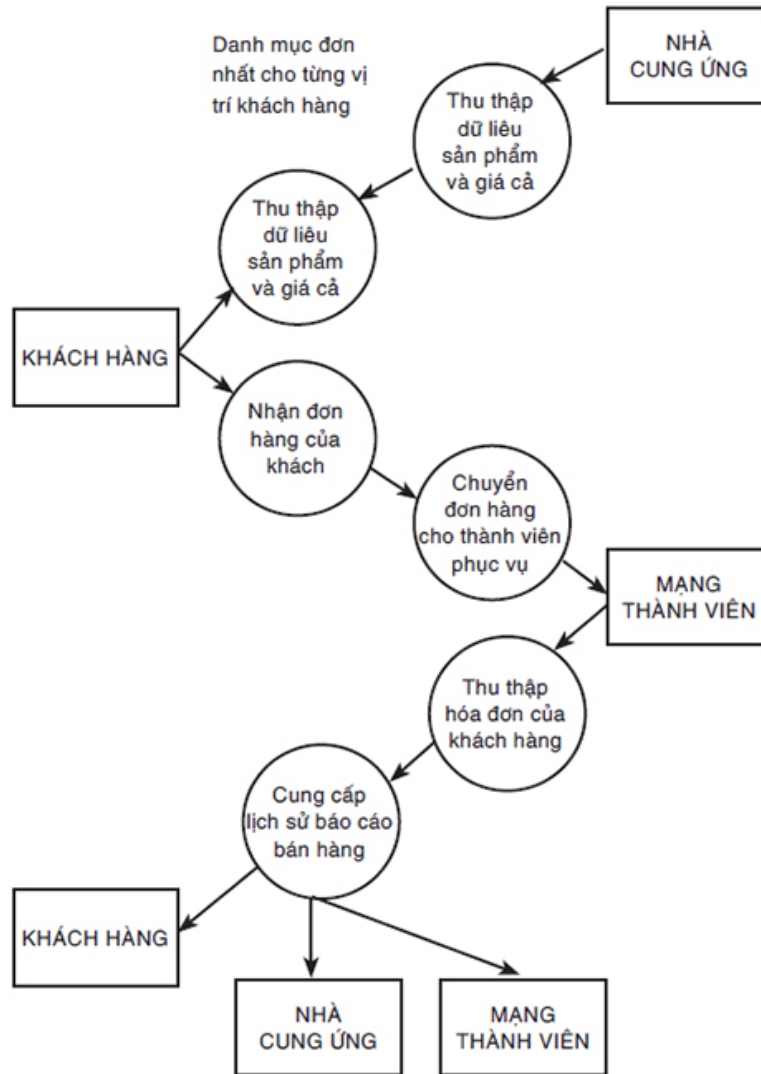 Danh mục đơn
nhất cho từng vị
trí khách hàng
NHÀ
CUNG ỨNG
Thu thập
dữ liêu
sản phẩm
và giá cả
Thu thập
dữ liêu
sản phẩm
và giá cả
KHÁCH HÀNG
Nhận đơn
hàng của
khách
Chuyển
đơn hàng
cho thành viên
phục vụ
MẠNG
THÀNH VIÊN
Thu thập
hóa đơn của
khách hàng
Cung cấp
lịch sử báo cáo
bán hàng
KHÁCH HÀNG
NHÀ
CUNG ỨNG
MẠNG
THÀNH VIÊN